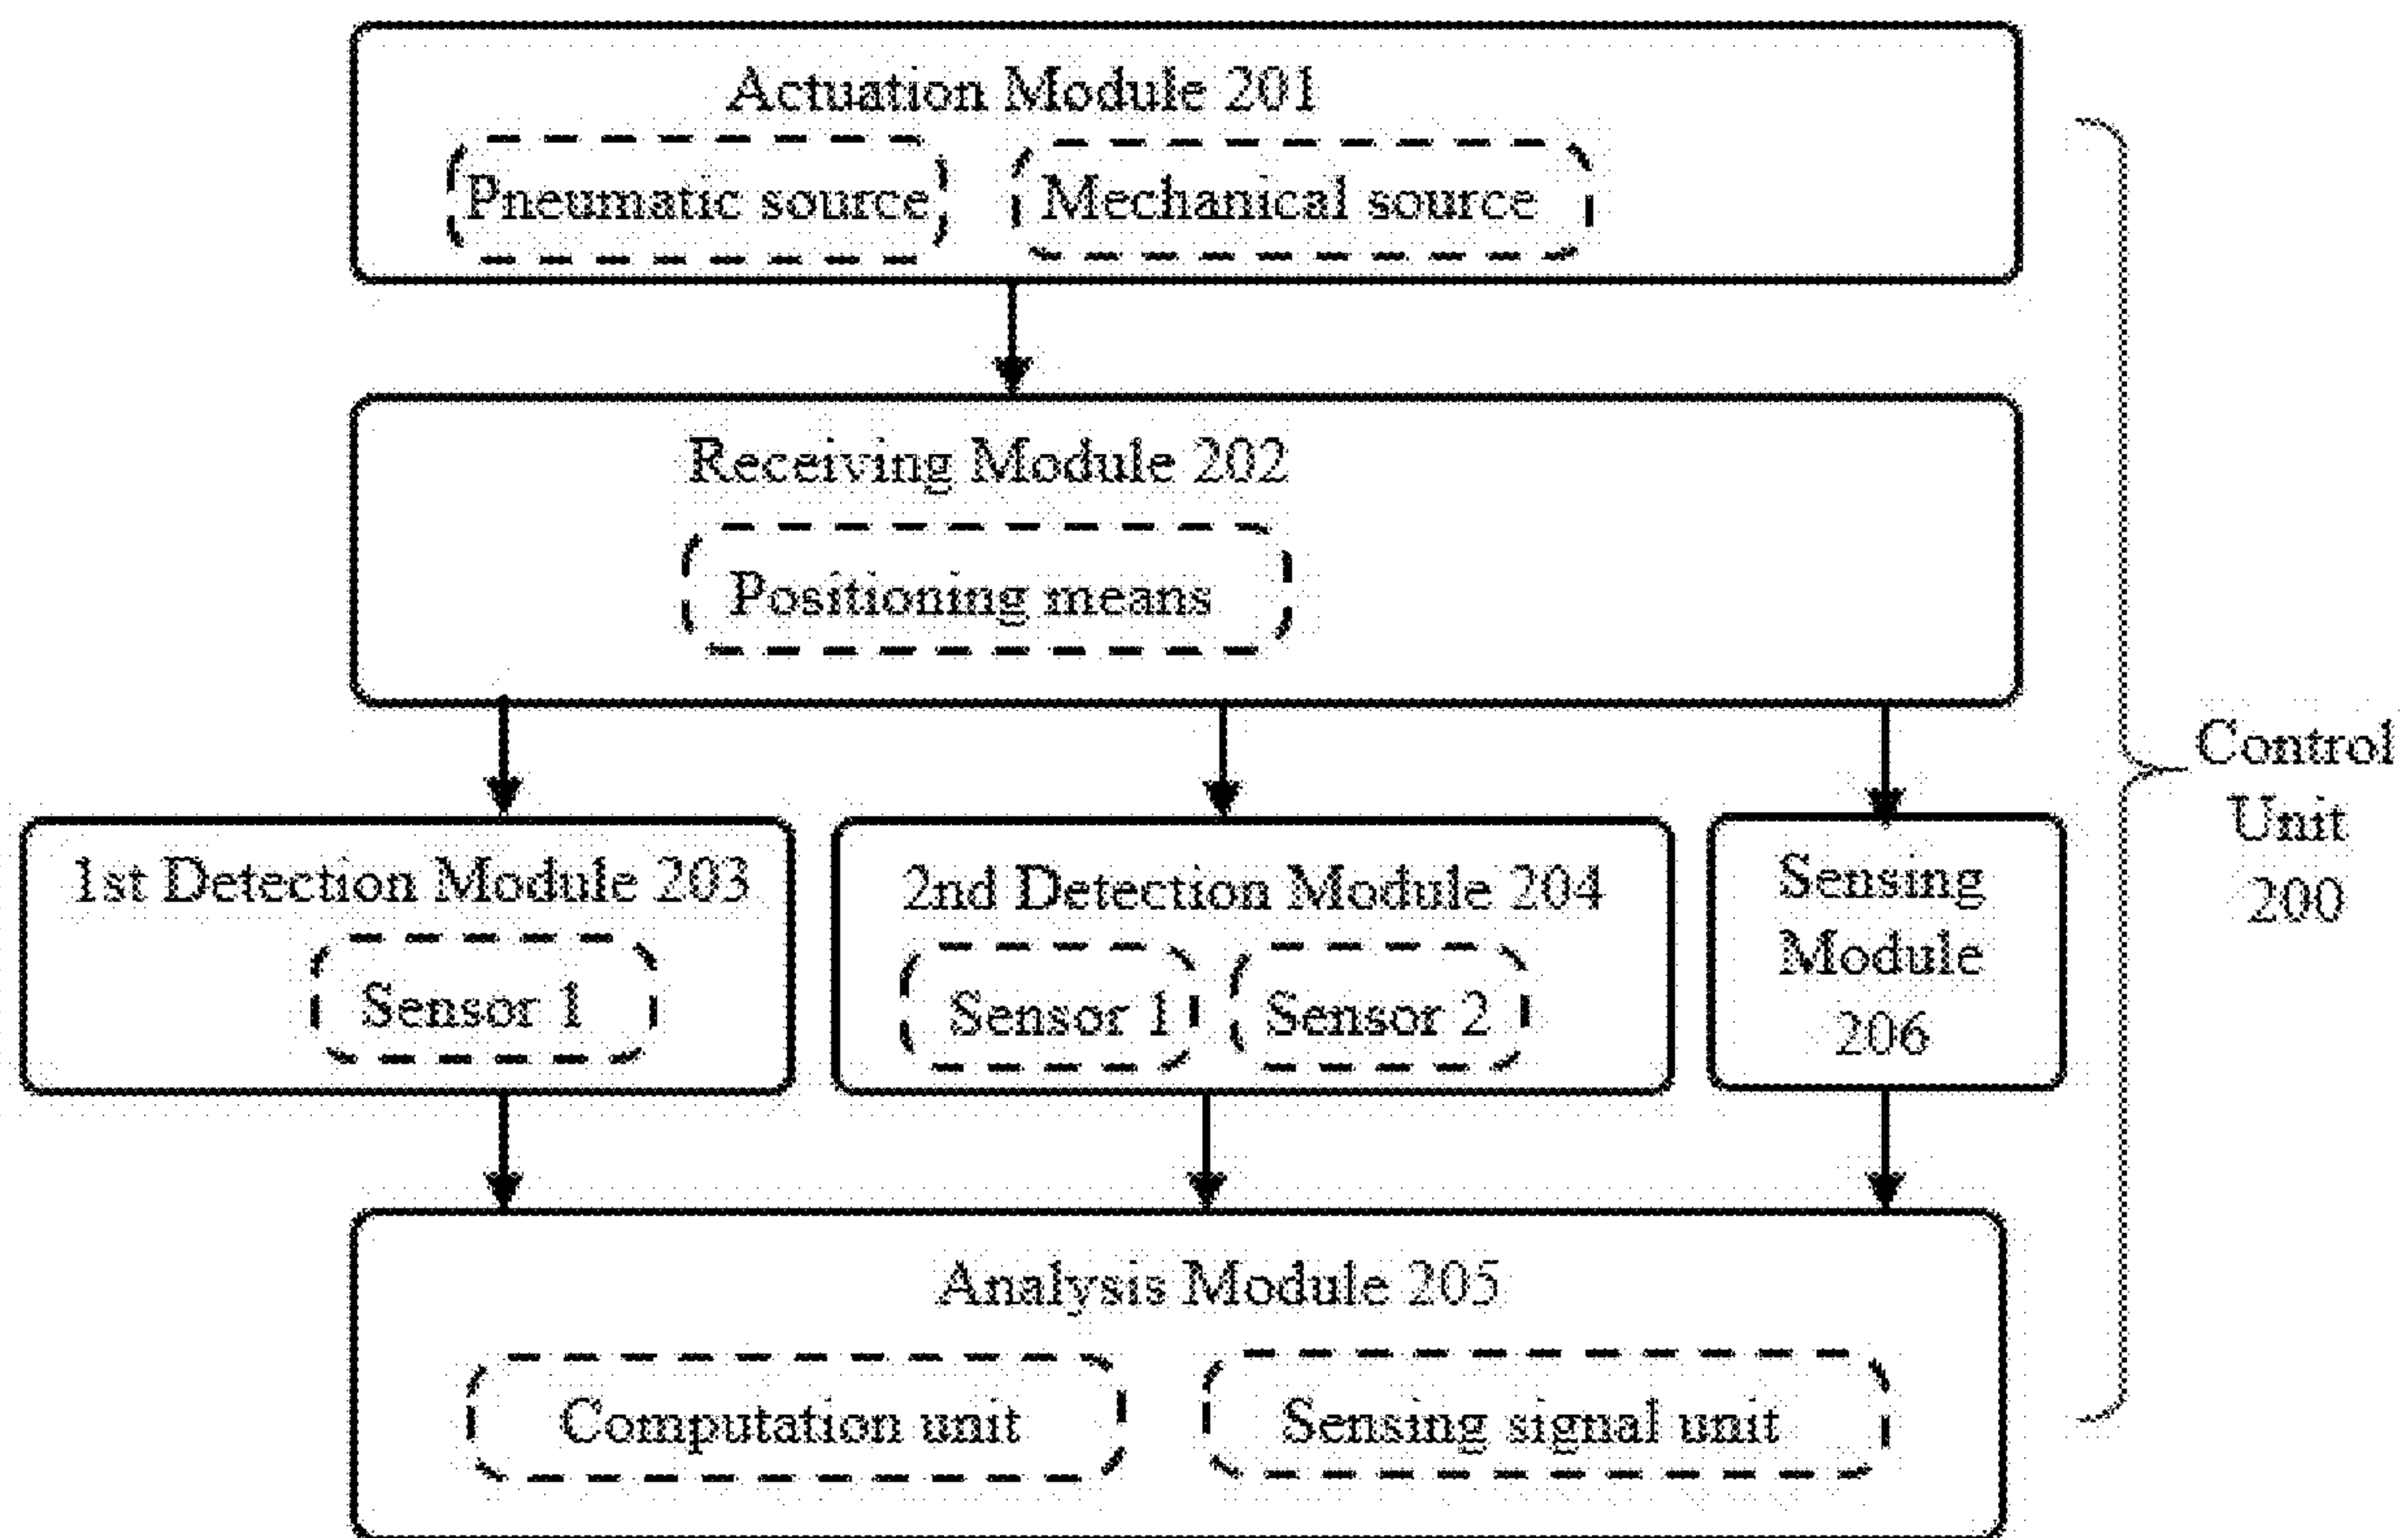 Actuation Module 201
Pneumatic source
Mechanical source
Receiving Module 202
Positioning means
1st Detection Module 203
Sensor 1
2nd Detection Module 204
Sensor 1
Sensor 2
Sensing
Module
206
Control
Unit
200
Analysis Module 205
Computation unit
Sensing signal unit